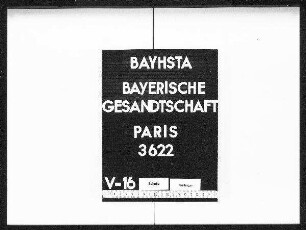 BAYHSTA
BAYERISCHE
GESANDTSCHAFT
PARIS
3622
V-16